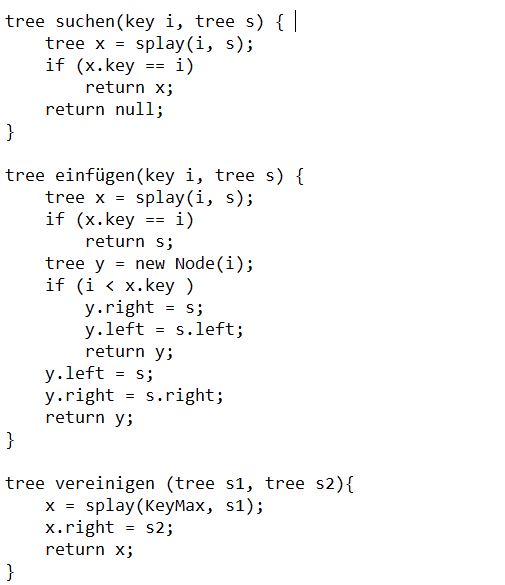 tree suchen(key i, tree s) {
    tree x = splay(i, s);
    if (x.key == i)
        return x;
    return null;
}

tree einfügen(key i, tree s) {
    tree x = splay(i, s);
    if (x.key == i)
        return s;
    tree y = new Node(i);
    if (i < x.key )
        y.right = s;
        y.left = s.left;
        return y;
    y.left = s;
    y.right = s.right;
    return y;
}

tree vereinigen (tree s1, tree s2){
    x = splay(KeyMax, s1);
    x.right = s2;
    return x;
}